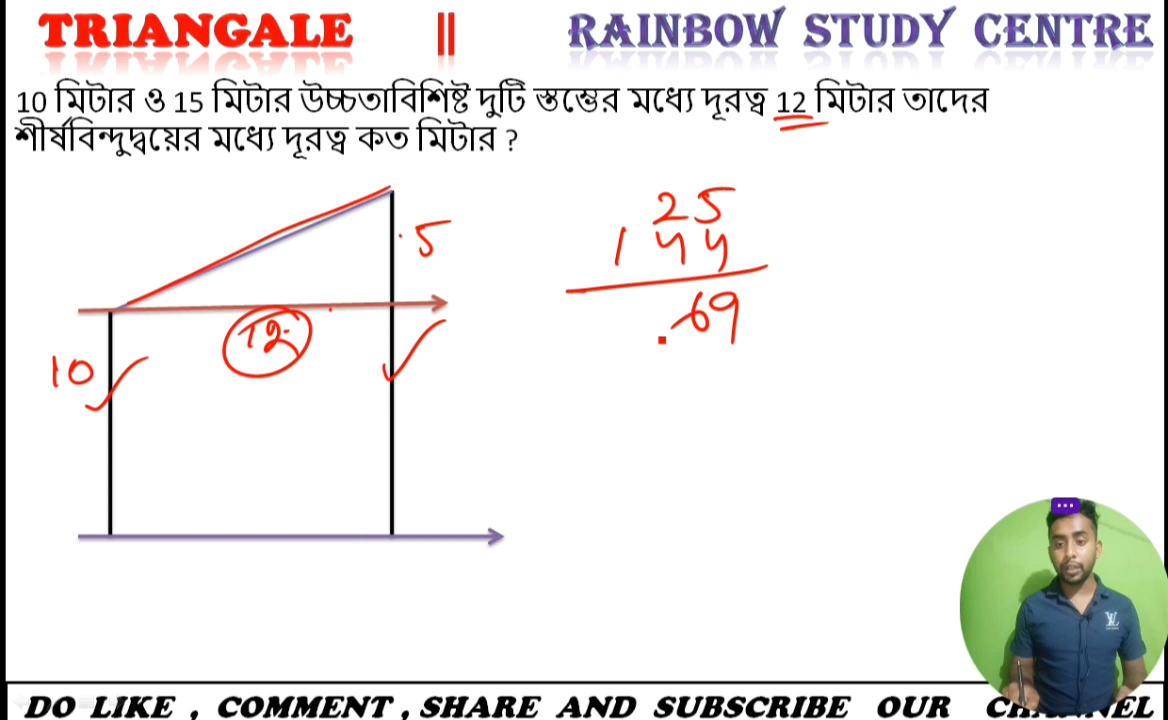 TRIANGALE || RAINBOW STUDY CENTRE
10 মিটার ও 15 মিটার উচ্চতাবিশিষ্ট দুটি স্তম্ভের মধ্যে দূরত্ব 12 মিটার তাদের
শীর্ষবিন্দুদ্বয়ের মধ্যে দূরত্ব কত মিটার ?
25
5
144
69
12
10
DO LIKE , COMMENT , SHARE AND SUBSCRIBE OUR